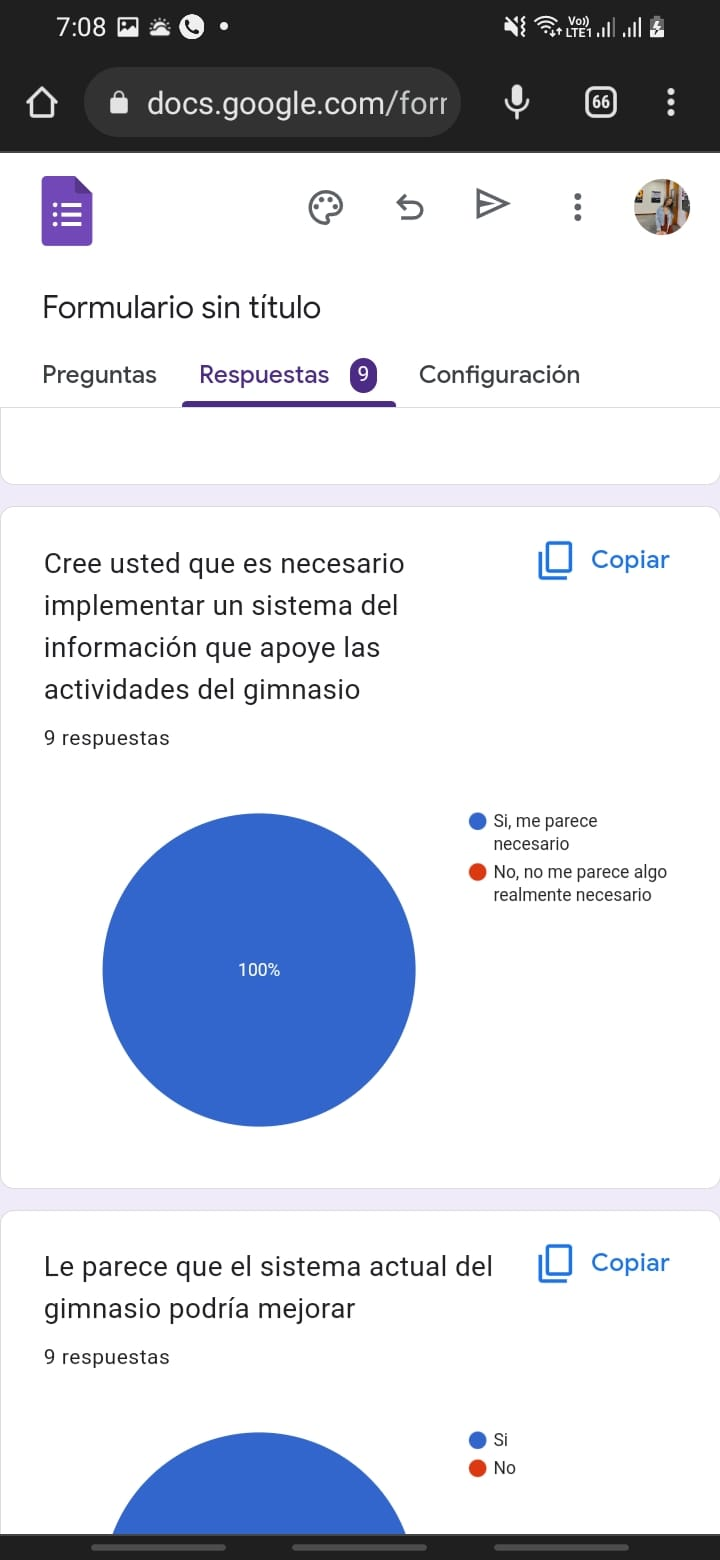 7:08
Vo))
LTE1
docs.google.com/forr
66
Formulario sin título
Preguntas
Respuestas
9
Configuración
Cree usted que es necesario
implementar un sistema del
información que apoye las
actividades del gimnasio
Copiar
9 respuestas
Si, me parece
necesario
No, no me parece algo
realmente necesario
100%
Le parece que el sistema actual del
gimnasio podría mejorar
Copiar
9 respuestas
Si
No